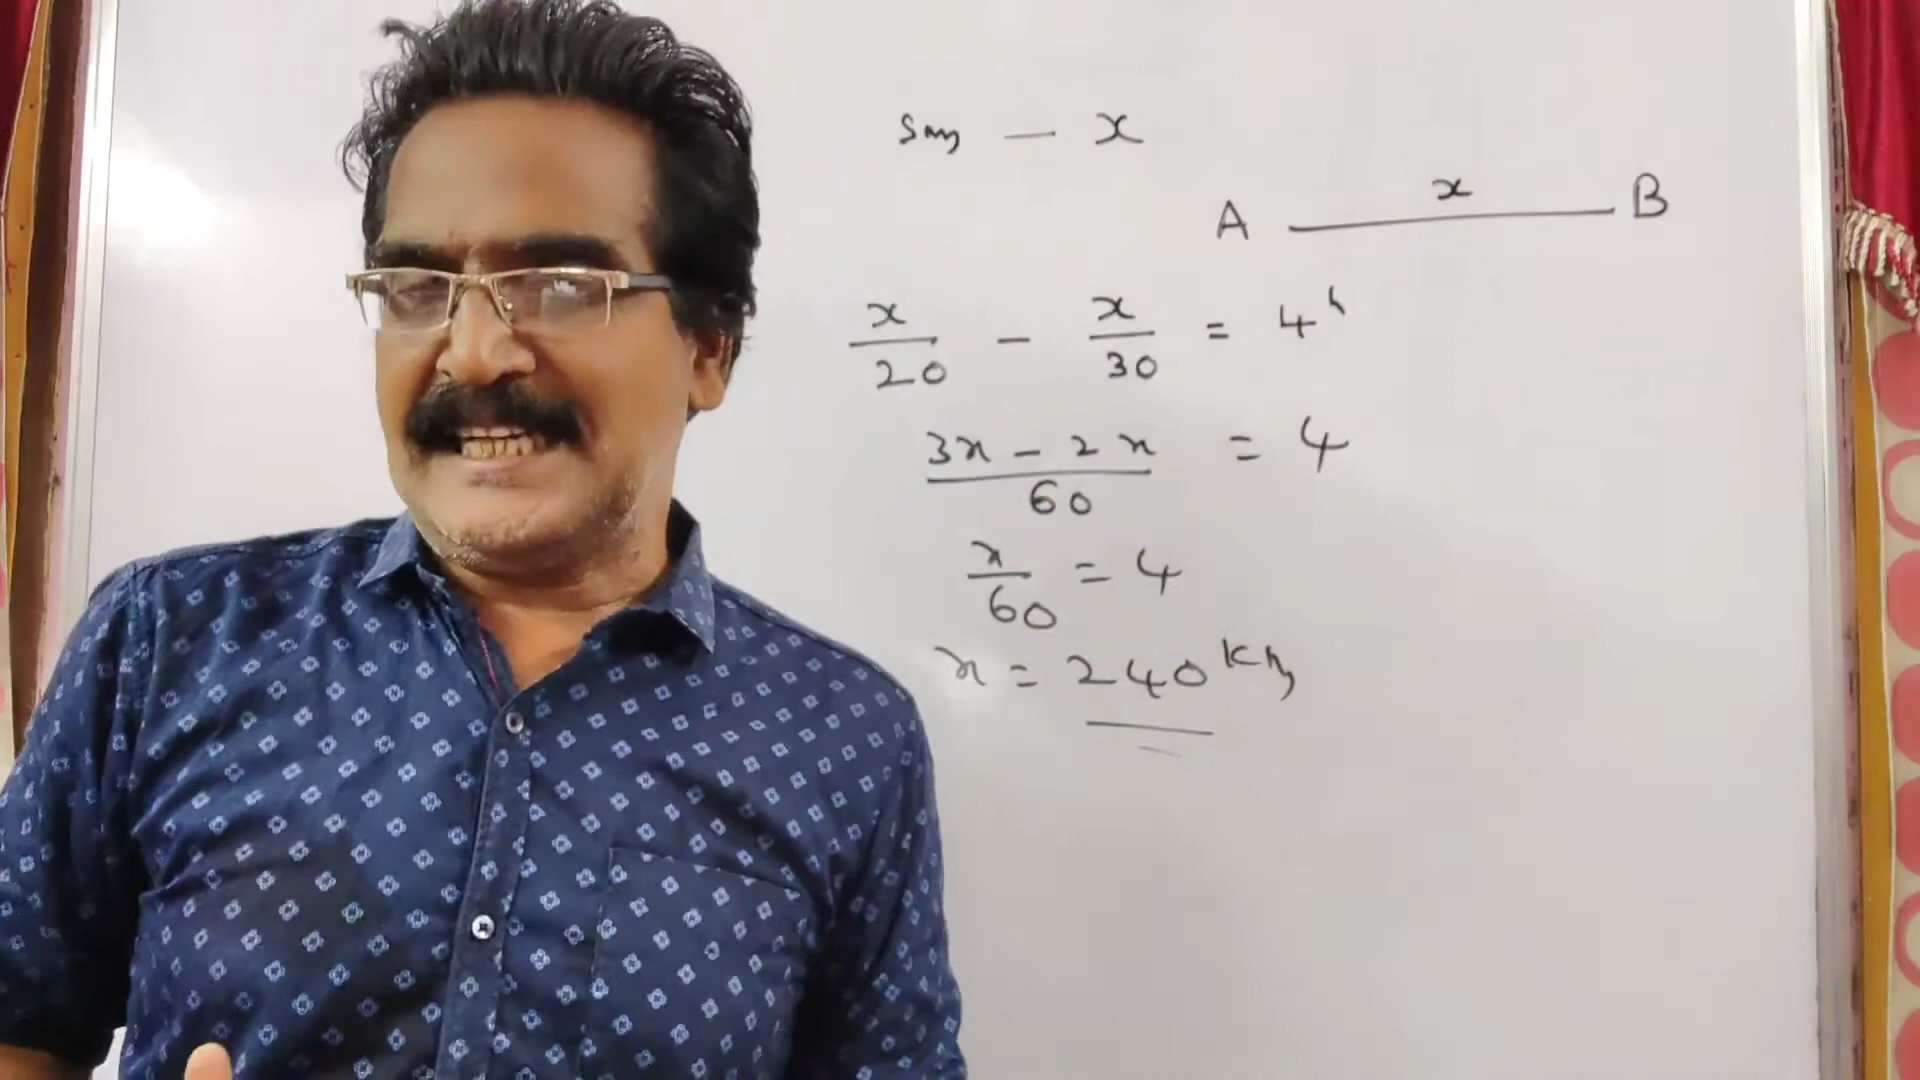 say — x
x
A ———— B
x/20 - x/30 = 4h
3x - 2x / 60 = 4
x/60 = 4
x = 240 Km